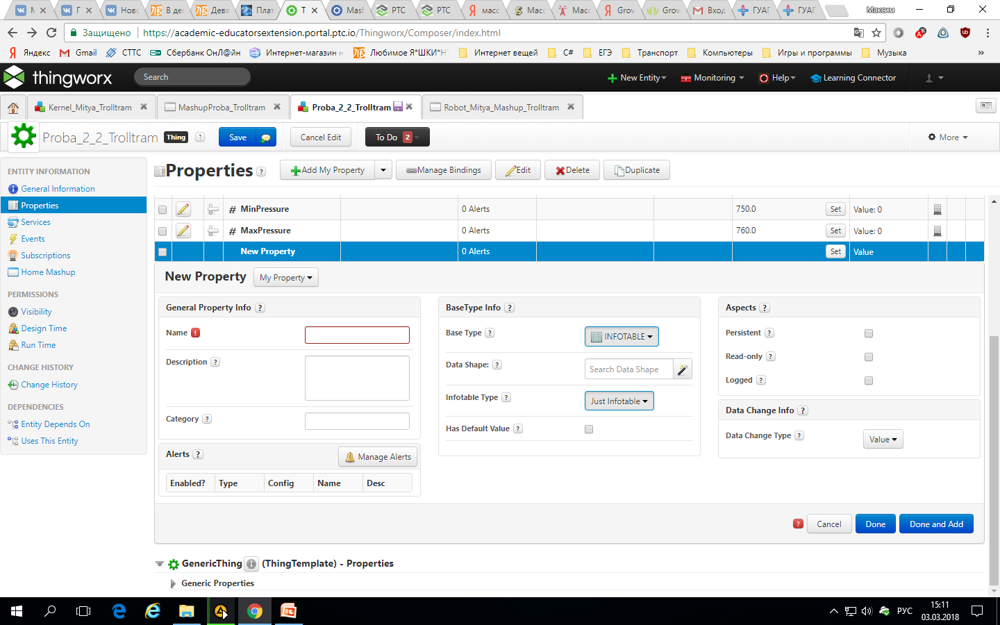 М
Г
Ново
В дес
Девя
Плат
Т
Mash
PTC
PTC
масс
Масс
Масс
Grov
Grov
Вход
ГУАГ
ГУАГ
Максим
Защищено https://academic-educatorsextension.portal.ptc.io/Thingworx/Composer/index.html
Яндекс Gmail СТТС Сбербанк ОнЛ@йн Интернет-магазин н Любимое Я*ШКИ*Н Интернет вещей C# ЕГЭ Транспорт Компьютеры Игры и программы Музыка »
thingworx Search New Entity Monitoring Help Learning Connector
Kernel_Mitya_Trolltram MashupProba_Trolltram Proba_2_2_Trolltram Robot_Mitya_Mashup_Trolltram
Proba_2_2_Trolltram Thing ? Save Cancel Edit To Do 2 More
ENTITY INFORMATION
General Information
Properties
Services
Events
Subscriptions
Home Mashup
PERMISSIONS
Visibility
Design Time
Run Time
CHANGE HISTORY
Change History
DEPENDENCIES
Entity Depends On
Uses This Entity
Properties ? Add My Property Manage Bindings Edit Delete Duplicate
# MinPressure 0 Alerts 750.0 Set Value: 0
# MaxPressure 0 Alerts 760.0 Set Value: 0
New Property 0 Alerts Set Value
New Property My Property
General Property Info ?
Name !
Description ?
Category ?
Alerts ? Manage Alerts
Enabled? Type Config Name Desc
BaseType Info ?
Base Type ? INFOTABLE
Data Shape: ? Search Data Shape
Infotable Type ? Just Infotable
Has Default Value ?
Aspects ?
Persistent ?
Read-only ?
Logged ?
Data Change Info ?
Data Change Type ? Value
? Cancel Done Done and Add
GenericThing i (ThingTemplate) - Properties
Generic Properties
РУС
15:11
03.03.2018